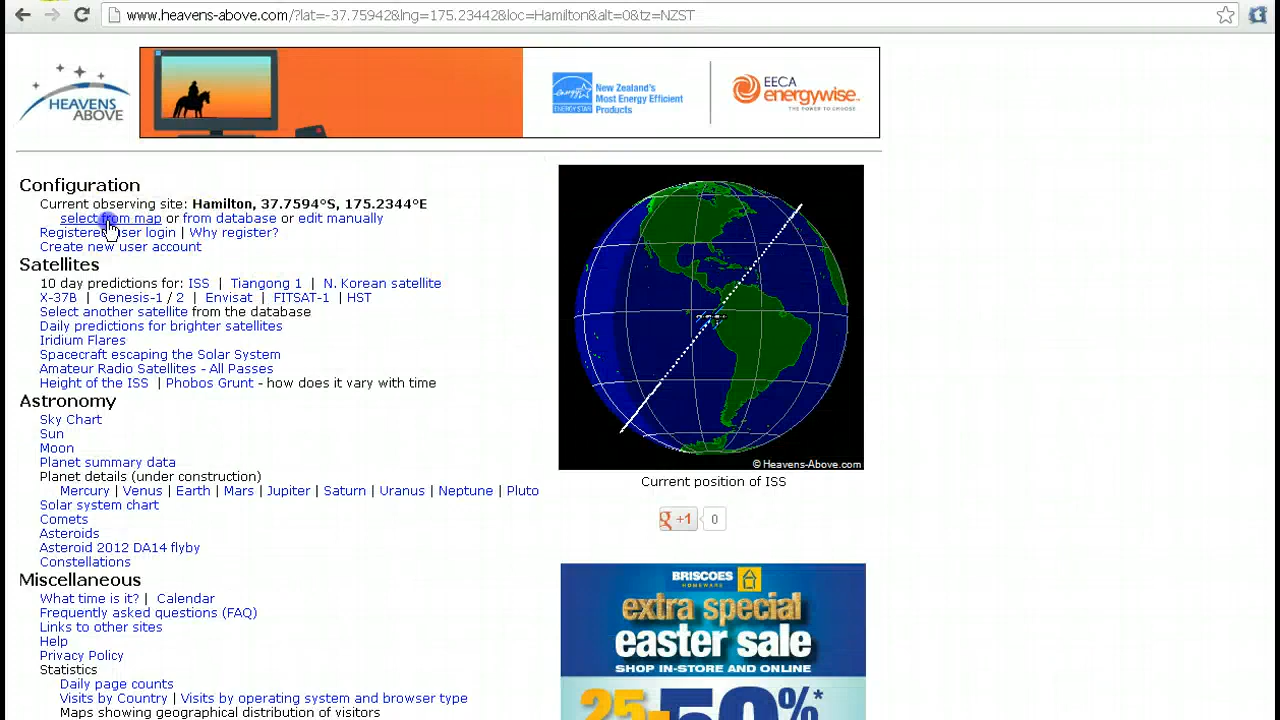 www.heavens-above.com/?lat=-37.75942&lng=175.23442&loc=Hamilton&alt=0&tz=NZST
HEAVENS
ABOVE
ENERGY STAR
New Zealand's
Most Energy Efficient
Products
EECA
energywise
THE POWER TO CHOOSE
Configuration
Current observing site: Hamilton, 37.7594°S, 175.2344°E
select from map or from database or edit manually
Registered user login | Why register?
Create new user account
Satellites
10 day predictions for: ISS | Tiangong 1 | N. Korean satellite
X-37B | Genesis-1 / 2 | Envisat | FITSAT-1 | HST
Select another satellite from the database
Daily predictions for brighter satellites
Iridium Flares
Spacecraft escaping the Solar System
Amateur Radio Satellites - All Passes
Height of the ISS | Phobos Grunt - how does it vary with time
Astronomy
Sky Chart
Sun
Moon
Planet summary data
Planet details (under construction)
Mercury | Venus | Earth | Mars | Jupiter | Saturn | Uranus | Neptune | Pluto
Solar system chart
Comets
Asteroids
Asteroid 2012 DA14 flyby
Constellations
Miscellaneous
What time is it? | Calendar
Frequently asked questions (FAQ)
Links to other sites
Help
Privacy Policy
Statistics
Daily page counts
Visits by Country | Visits by operating system and browser type
Maps showing geographical distribution of visitors
© Heavens-Above.com
Current position of ISS
g +1 0
BRISCOES
HOMEWARE
extra special
easter sale
SHOP IN-STORE AND ONLINE
25-50%*